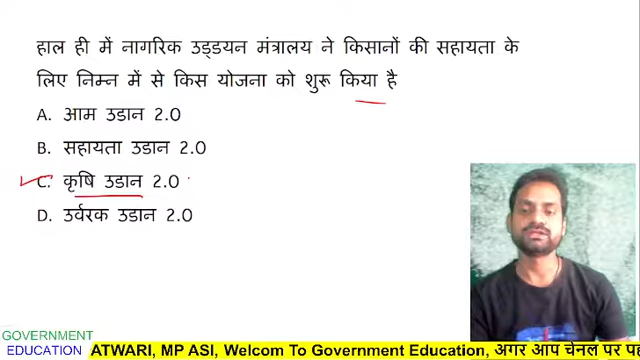 हाल ही में नागरिक उड्डयन मंत्रालय ने किसानों की सहायता के
लिए निम्न में से किस योजना को शुरू किया है
A. आम उडान 2.0
B. सहायता उडान 2.0
C. कृषि उडान 2.0
D. उर्वरक उडान 2.0
GOVERNMENT
EDUCATION
ATWARI, MP ASI, Welcom To Government Education, अगर आप चेनल पर